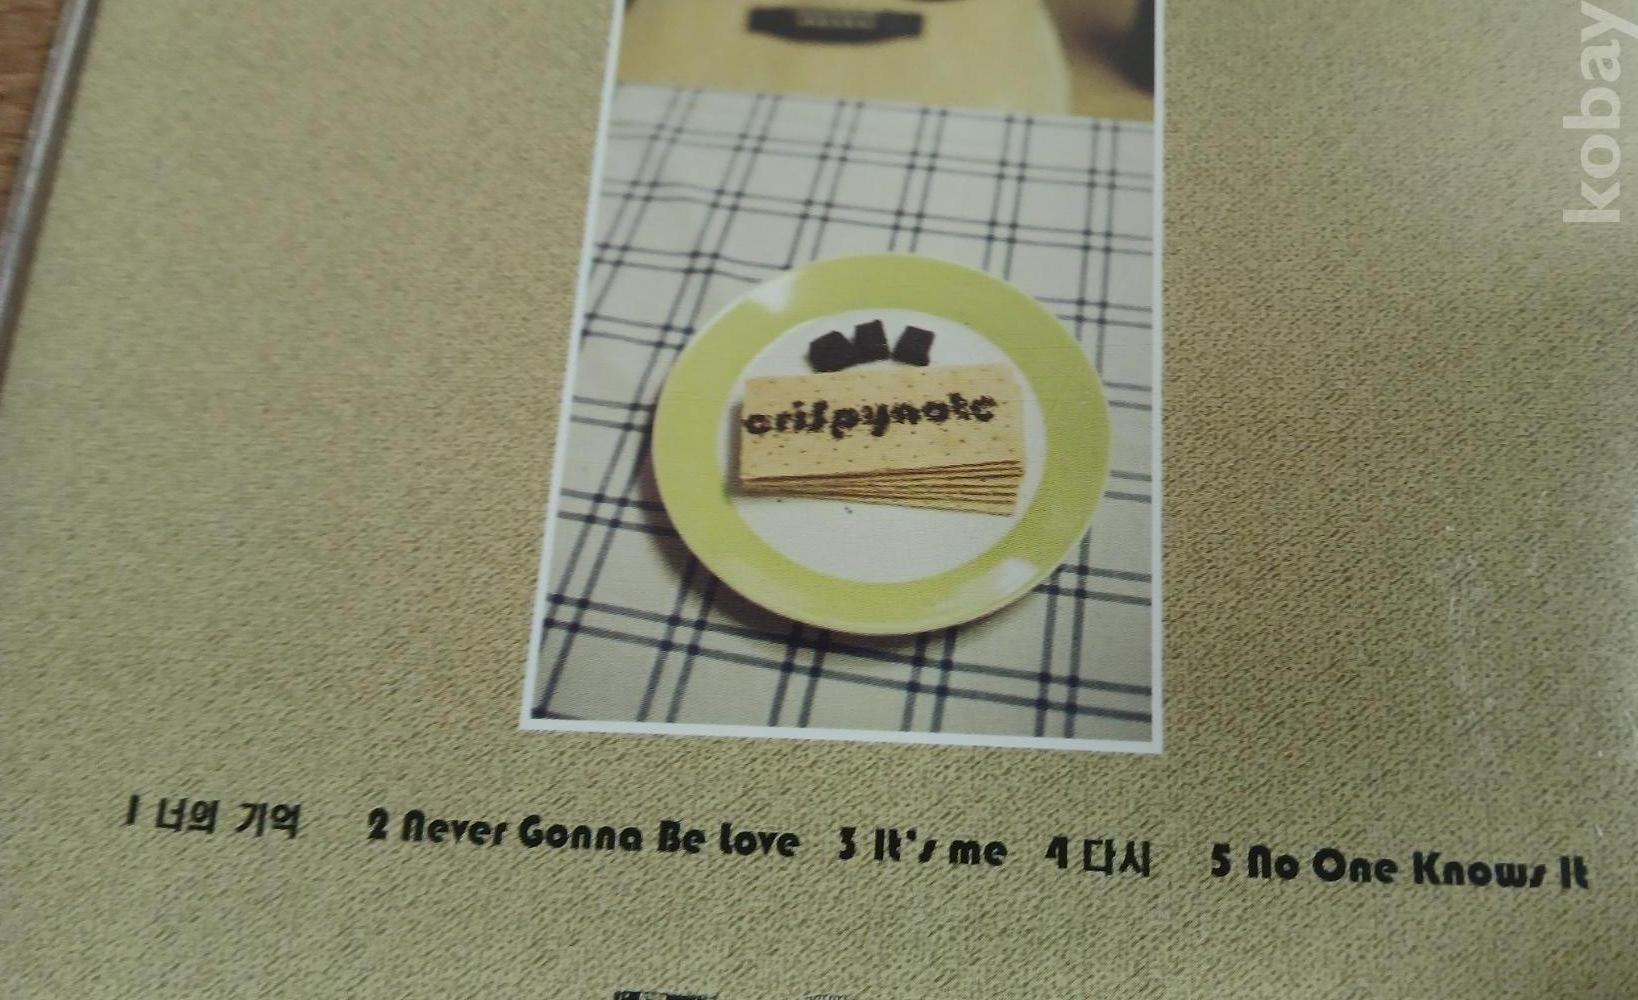 kobay
crispynote
1 너의 기억 2 Never Gonna Be Love 3 It's me 4 다시 5 No One Knows It